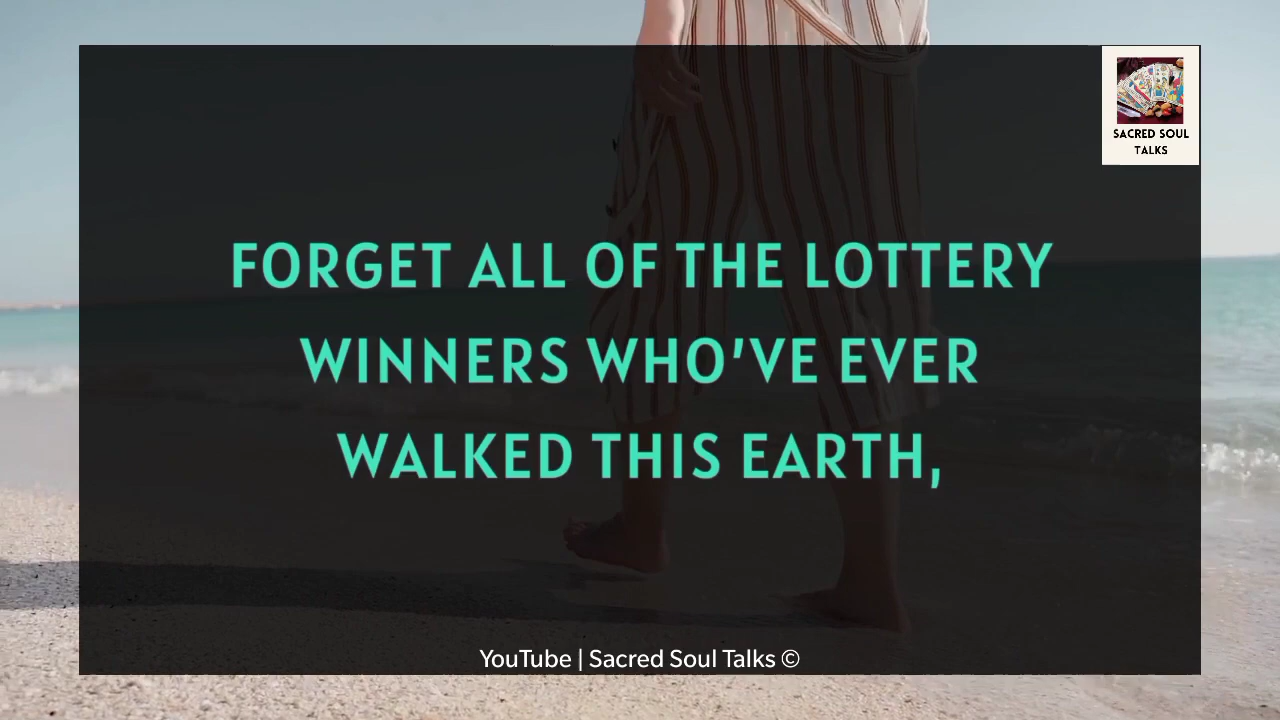 SACRED SOUL
TALKS
FORGET ALL OF THE LOTTERY
WINNERS WHO'VE EVER
WALKED THIS EARTH,
YouTube | Sacred Soul Talks ©